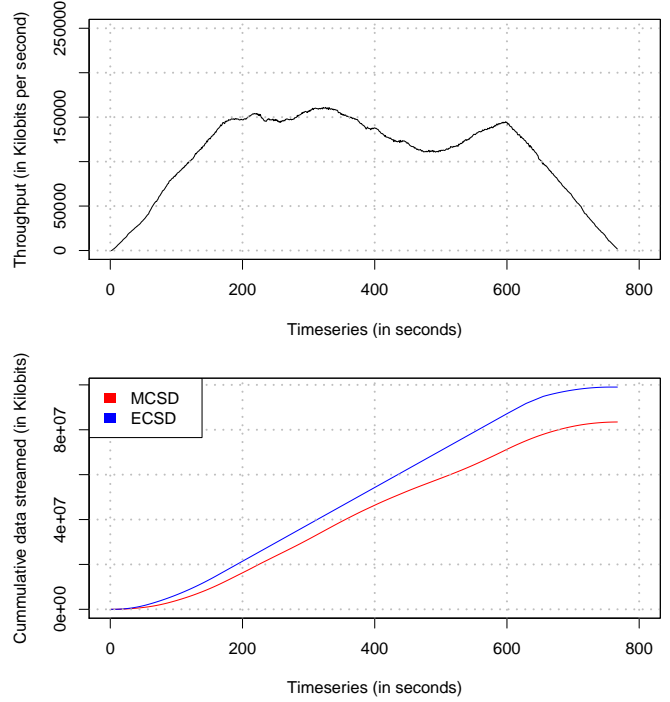 Throughput (in Kilobits per second)
250000
150000
50000
0
0 200 400 600 800
Timeseries (in seconds)
Cummulative data streamed (in Kilobits)
8e+07
4e+07
0e+00
MCSD
ECSD
0 200 400 600 800
Timeseries (in seconds)